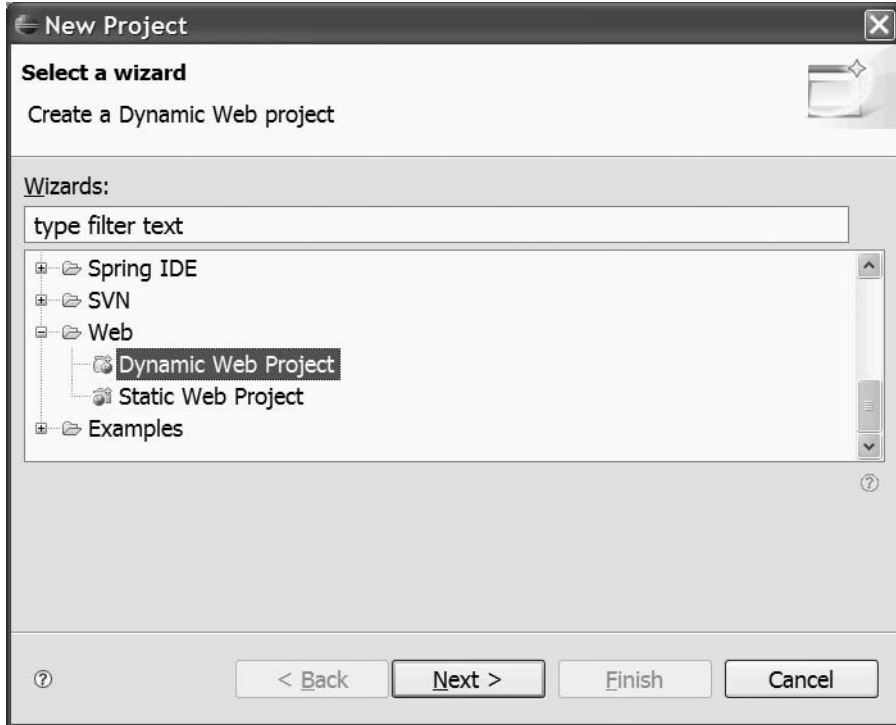 New Project
Select a wizard
Create a Dynamic Web project
Wizards:
type filter text
Spring IDE
SVN
Web
Dynamic Web Project
Static Web Project
Examples
?
?
< Back
Next >
Finish
Cancel